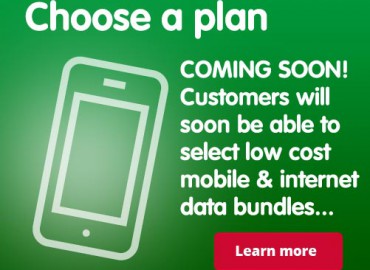 Choose a plan
COMING SOON!
Customers will
soon be able to
select low cost
mobile & internet
data bundles...
Learn more